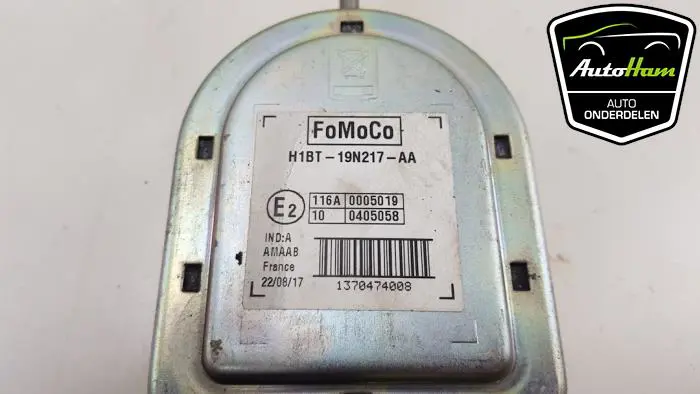 FoMoCo
H1BT-19N217-AA
E2
116A 0005019
10 0405058
IND:A
AMAAB
France
22/08/17
1370474008
AutoHam
AUTO
ONDERDELEN